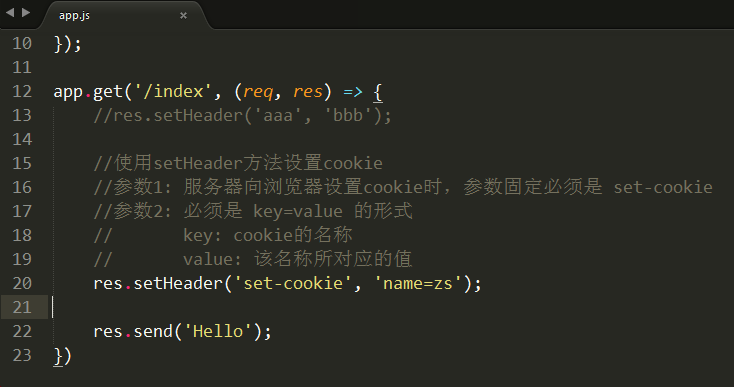 app.js
10 });
11
12 app.get('/index', (req, res) => {
13     //res.setHeader('aaa', 'bbb');
14
15     //使用setHeader方法设置cookie
16     //参数1: 服务器向浏览器设置cookie时，参数固定必须是 set-cookie
17     //参数2: 必须是 key=value 的形式
18     //       key: cookie的名称
19     //       value: 该名称所对应的值
20     res.setHeader('set-cookie', 'name=zs');
21
22     res.send('Hello');
23 })